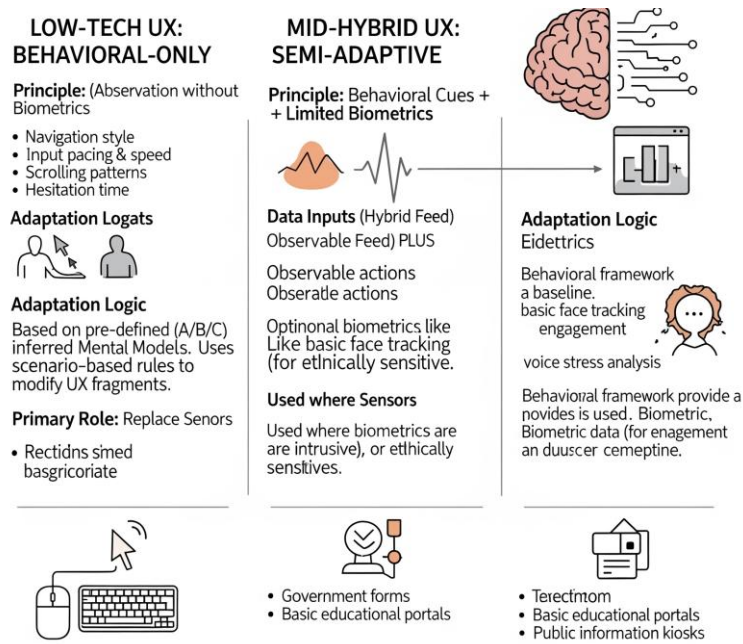 LOW-TECH UX:
BEHAVIORAL-ONLY
Principle: (Abservation without
Biometrics
• Navigation style
• Input pacing & speed
• Scrolling patterns
• Hesitation time
Adaptation Logats
Adaptation Logic
Based on pre-defined (A/B/C)
inferred Mental Models. Uses
scenario-based rules to
modify UX fragments.
Primary Role: Replace Senors
• Rectidns simed
basgricoriate
MID-HYBRID UX:
SEMI-ADAPTIVE
Principle: Behavioral Cues +
+ Limited Biometrics
Data Inputs (Hybrid Feed)
Observable Feed) PLUS
Observable actions
Obseratle actions
Optinonal biometrics like
Like basic face tracking
(for etlnically sensitive.
Used where Sensors
Used where biometrics are
are intrusive), or etlhically
sensitives.
• Government forms
• Basic educational portals
Adaptation Logic
Eidettrics
Behavioral framework
a baseline.
basic face tracking
engagement
voice stress analysis
Behavional framework provide a
novides is used. Biometric,
Biometric data (for enagement
an duuscer cemeptine.
• Terectmom
• Basic educational portals
• Public information kiosks